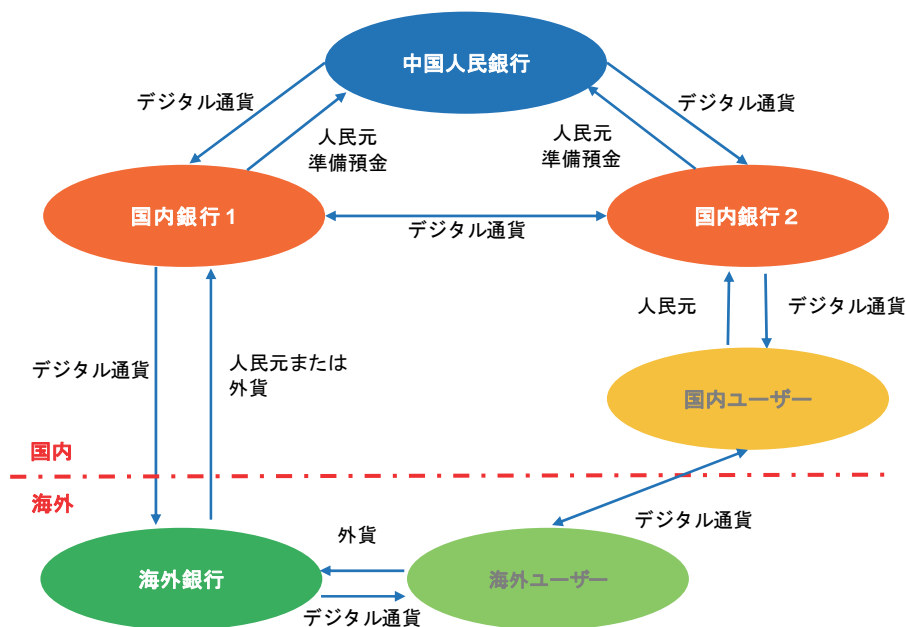 中国人民銀行
デジタル通貨
デジタル通貨
人民元
準備預金
人民元
準備預金
国内銀行1
国内銀行2
デジタル通貨
人民元
デジタル通貨
デジタル通貨
人民元または
外貨
国内ユーザー
国内
海外
デジタル通貨
外貨
海外銀行
海外ユーザー
デジタル通貨